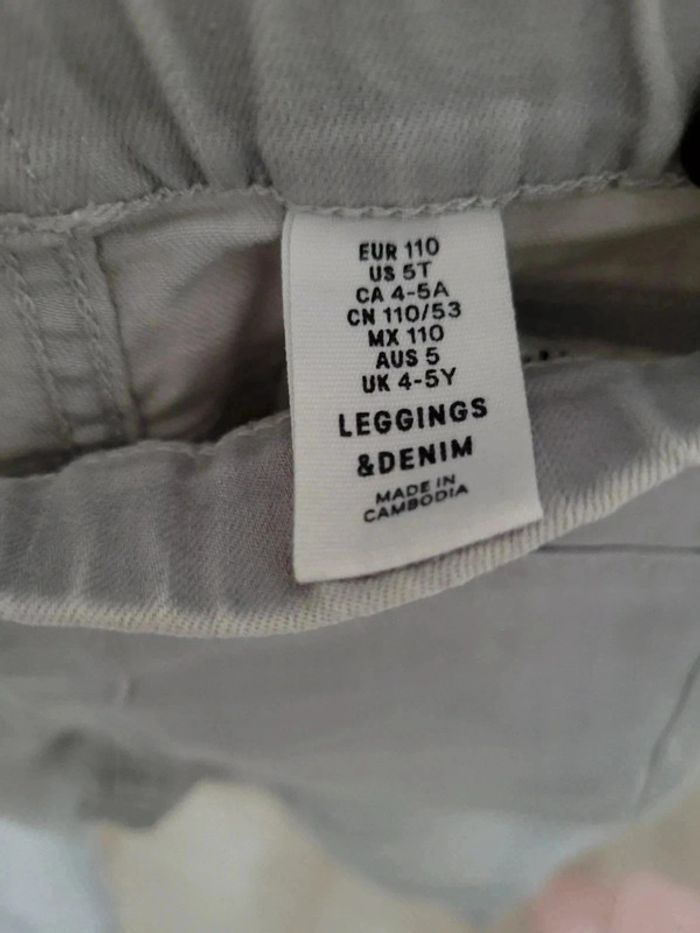 EUR 110
US 5T
CA 4-5A
CN 110/53
MX 110
AUS 5
UK 4-5Y
LEGGINGS
&DENIM
MADE IN
CAMBODIA